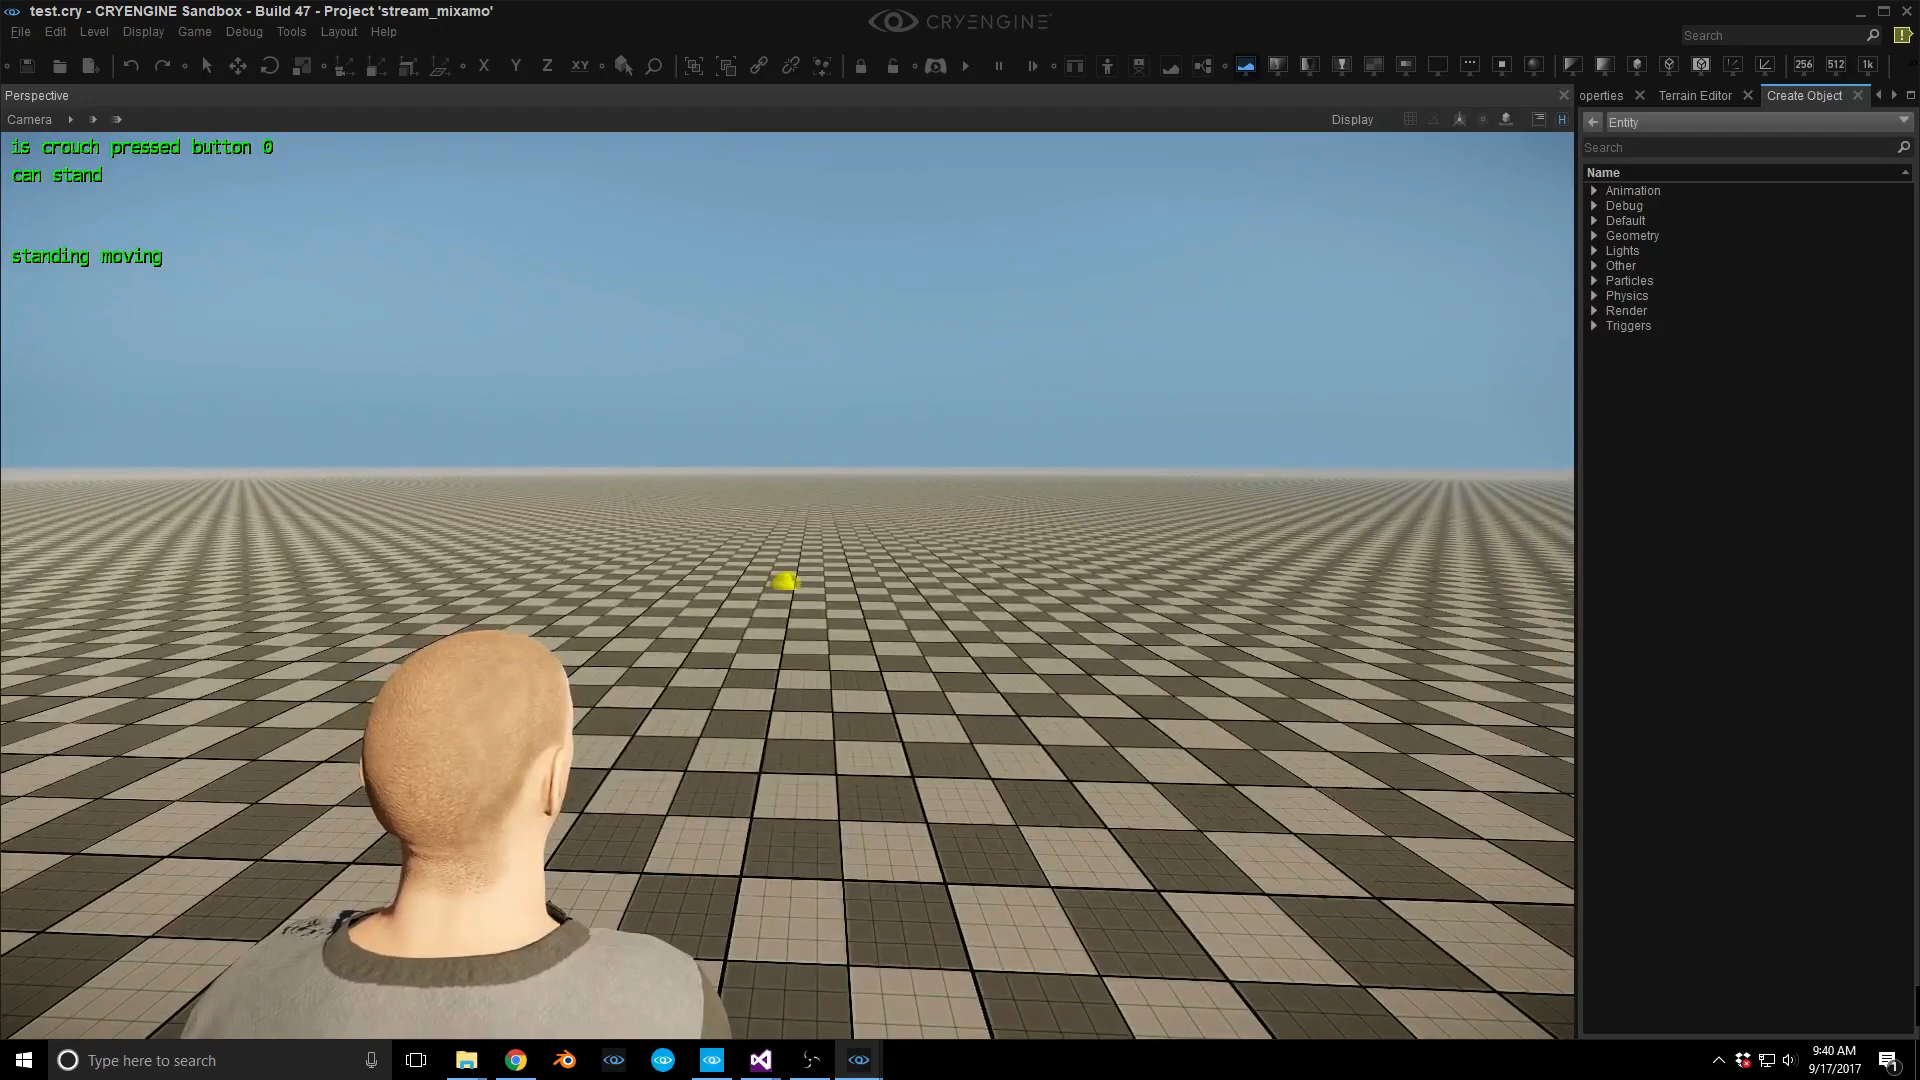 test.cry - CRYENGINE Sandbox - Build 47 - Project 'stream_mixamo'
CRYENGINE
File Edit Level Display Game Debug Tools Layout Help
Search
X Y Z XY
256 512 1k
Perspective
operties Terrain Editor Create Object
Camera
Display
H
Entity
Search
Name
Animation
Debug
Default
Geometry
Lights
Other
Particles
Physics
Render
Triggers
is crouch pressed button 0
can stand
standing moving
Type here to search
9:40 AM
9/17/2017
1